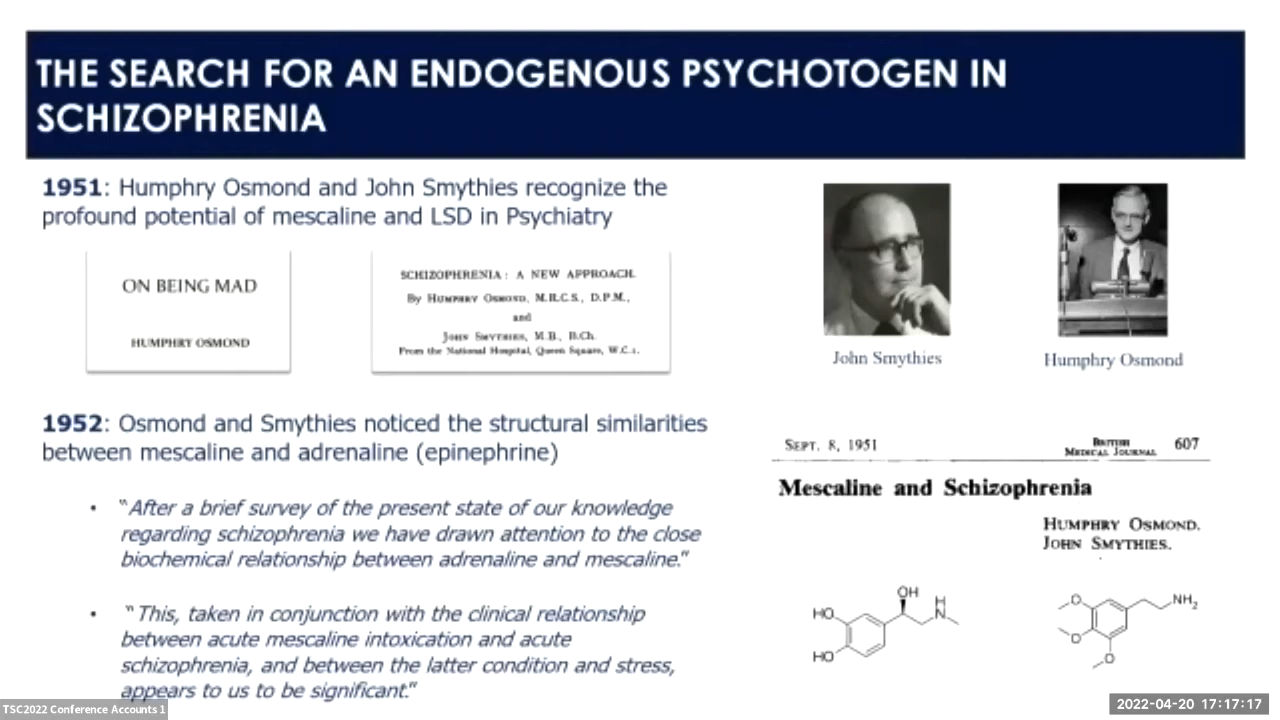 THE SEARCH FOR AN ENDOGENOUS PSYCHOTOGEN IN
SCHIZOPHRENIA
1951: Humphry Osmond and John Smythies recognize the
profound potential of mescaline and LSD in Psychiatry
ON BEING MAD
HUMPHRY OSMOND
SCHIZOPHRENIA : A NEW APPROACH.
By HUMPHRY OSMOND, M.R.C.S., D.P.M.,
and
JOHN SMYTHIES, M.B., B.Ch.
From the National Hospital, Queen Square, W.C.1.
John Smythies
Humphry Osmond
1952: Osmond and Smythies noticed the structural similarities
between mescaline and adrenaline (epinephrine)
• "After a brief survey of the present state of our knowledge
regarding schizophrenia we have drawn attention to the close
biochemical relationship between adrenaline and mescaline."
• "This, taken in conjunction with the clinical relationship
between acute mescaline intoxication and acute
schizophrenia, and between the latter condition and stress,
appears to us to be significant."
SEPT. 8, 1951
BRITISH
MEDICAL JOURNAL
607
Mescaline and Schizophrenia
HUMPHRY OSMOND.
JOHN SMYTHIES.
OH
H
N
HO
HO
O
O
O
NH2
TSC2022 Conference Accounts 1
2022-04-20 17:17:17